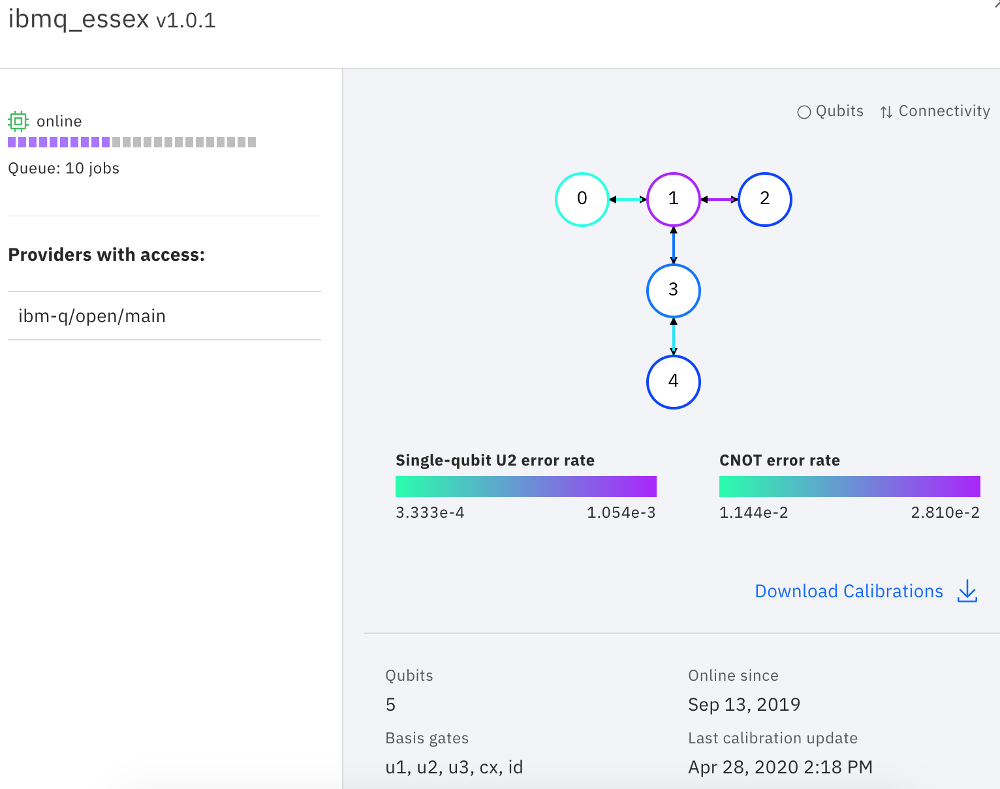 ibmq_essex v1.0.1
online
Queue: 10 jobs
Providers with access:
ibm-q/open/main
Qubits Connectivity
0 1 2
3
4
Single-qubit U2 error rate
3.333e-4 1.054e-3
CNOT error rate
1.144e-2 2.810e-2
Download Calibrations
Qubits
5
Online since
Sep 13, 2019
Basis gates
u1, u2, u3, cx, id
Last calibration update
Apr 28, 2020 2:18 PM